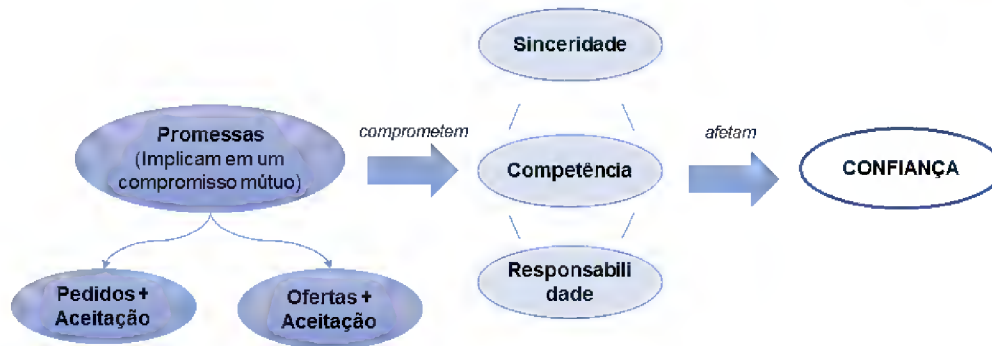 Sinceridade
Promessas
(Implicam em um
compromisso mútuo)
comprometem
Competência
afetam
CONFIANÇA
Responsabili
dade
Pedidos +
Aceitação
Ofertas +
Aceitação